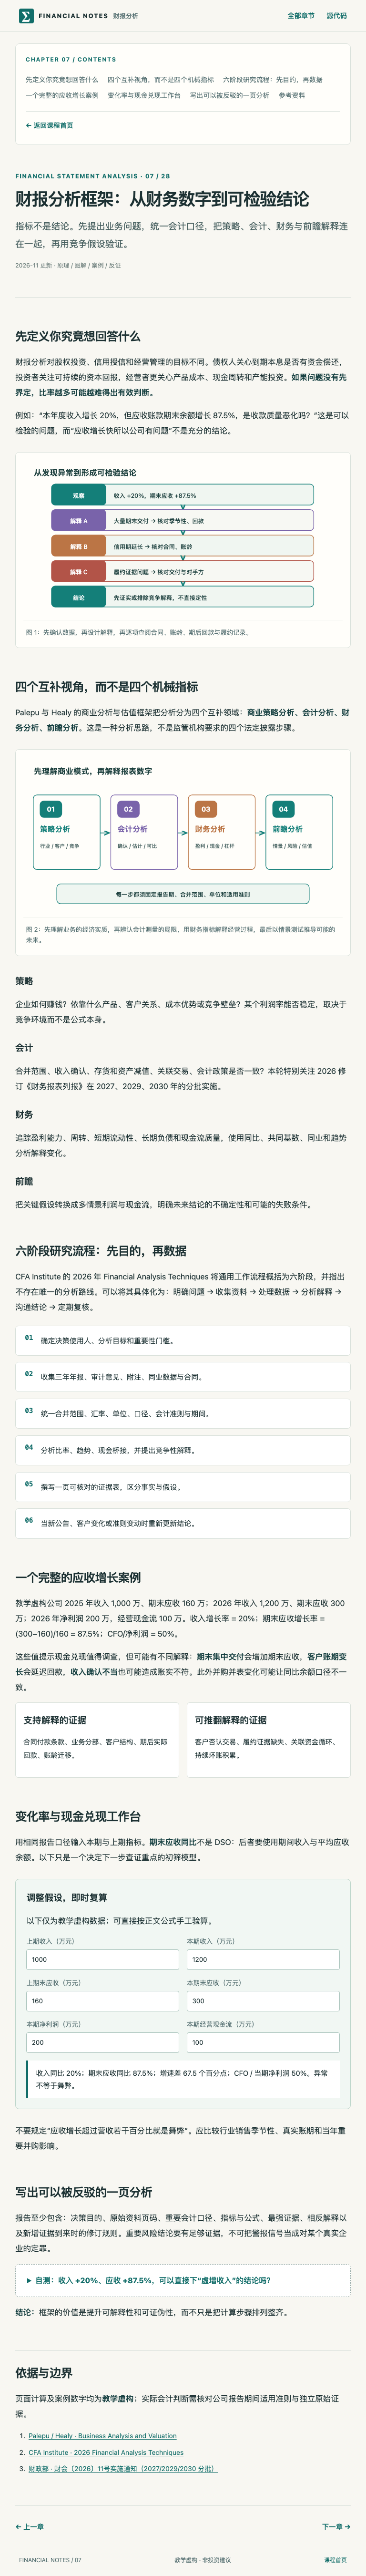 FINANCIAL NOTES 财报分析
全部章节 源代码
CHAPTER 07 / CONTENTS
先定义你究竟想回答什么 四个互补视角，而不是四个机械指标 六阶段研究流程：先目的，再数据
一个完整的应收增长案例 变化率与现金兑现工作台 写出可以被反驳的一页分析 参考资料
← 返回课程首页
FINANCIAL STATEMENT ANALYSIS · 07 / 28
财报分析框架：从财务数字到可检验结论
指标不是结论。先提出业务问题，统一会计口径，把策略、会计、财务与前瞻解释连
在一起，再用竞争假设验证。
2026-11 更新 · 原理 / 图解 / 案例 / 反证
先定义你究竟想回答什么
财报分析对股权投资、信用授信和经营管理的目标不同。债权人关心到期本息是否有资金偿还，
投资者关注可持续的资本回报，经营者更关心产品成本、现金周转和产能投资。如果问题没有先
界定，比率越多可能越难得出有效判断。
例如：“本年度收入增长 20%，但应收账款期末余额增长 87.5%，是收款质量恶化吗？”这是可以
检验的问题，而“应收增长快所以公司有问题”不是充分的结论。
从发现异常到形成可检验结论
观察 收入 +20%，期末应收 +87.5%
解释 A 大量期末交付 → 核对季节性、回款
解释 B 信用期延长 → 核对合同、账龄
解释 C 履约证据问题 → 核对交付与对手方
结论 先证实或排除竞争解释，不直接定性
图 1：先确认数据，再设计解释，再逐项查阅合同、账龄、期后回款与履约记录。
四个互补视角，而不是四个机械指标
Palepu 与 Healy 的商业分析与估值框架把分析分为四个互补领域：商业策略分析、会计分析、财
务分析、前瞻分析。这是一种分析思路，不是监管机构要求的四个法定披露步骤。
先理解商业模式，再解释报表数字
01 02 03 04
策略分析 会计分析 财务分析 前瞻分析
行业 / 客户 / 竞争 确认 / 估计 / 可比 盈利 / 现金 / 杠杆 情景 / 风险 / 估值
每一步都须固定报告期、合并范围、单位和适用准则
图 2：先理解业务的经济实质，再辨认会计测量的局限，用财务指标解释经营过程，最后以情景测试推导可能的
未来。
策略
企业如何赚钱？依靠什么产品、客户关系、成本优势或竞争壁垒？某个利润率能否稳定，取决于
竞争环境而不是公式本身。
会计
合并范围、收入确认、存货和资产减值、关联交易、会计政策是否一致？本轮特别关注 2026 修
订《财务报表列报》在 2027、2029、2030 年的分批实施。
财务
追踪盈利能力、周转、短期流动性、长期负债和现金流质量，使用同比、共同基数、同业和趋势
分析解释变化。
前瞻
把关键假设转换成多情景利润与现金流，明确未来结论的不确定性和可能的失败条件。
六阶段研究流程：先目的，再数据
CFA Institute 的 2026 年 Financial Analysis Techniques 将通用工作流程概括为六阶段，并指出
不存在唯一的分析路线。可以将其具体化为：明确问题 → 收集资料 → 处理数据 → 分析解释 →
沟通结论 → 定期复核。
01 确定决策使用人、分析目标和重要性门槛。
02 收集三年年报、审计意见、附注、同业数据与合同。
03 统一合并范围、汇率、单位、口径、会计准则与期间。
04 分析比率、趋势、现金桥接，并提出竞争性解释。
05 撰写一页可核对的证据表，区分事实与假设。
06 当新公告、客户变化或准则变动时重新更新结论。
一个完整的应收增长案例
教学虚构公司 2025 年收入 1,000 万、期末应收 160 万；2026 年收入 1,200 万、期末应收 300
万；2026 年净利润 200 万，经营现金流 100 万。收入增长率 = 20%；期末应收增长率 =
(300−160)/160 = 87.5%；CFO/净利润 = 50%。
这些值提示现金兑现值得调查，但可能有不同解释：期末集中交付会增加期末应收，客户账期变
长会延迟回款，收入确认不当也可能造成账实不符。此外并购并表变化可能让同比余额口径不一
致。
支持解释的证据
合同付款条款、业务分部、客户结构、期后实际
回款、账龄迁移。
可推翻解释的证据
客户否认交易、履约证据缺失、关联资金循环、
持续坏账积累。
变化率与现金兑现工作台
用相同报告口径输入本期与上期指标。期末应收同比不是 DSO：后者要使用期间收入与平均应收
余额。以下只是一个决定下一步查证重点的初筛模型。
调整假设，即时复算
以下仅为教学虚构数据；可直接按正文公式手工验算。
上期收入（万元） 本期收入（万元）
1000 1200
上期末应收（万元） 本期末应收（万元）
160 300
本期净利润（万元） 本期经营现金流（万元）
200 100
收入同比 20%；期末应收同比 87.5%；增速差 67.5 个百分点；CFO / 当期净利润 50%。异常
不等于舞弊。
不要规定“应收增长超过营收若干百分比就是舞弊”。应比较行业销售季节性、真实账期和当年重
要并购影响。
写出可以被反驳的一页分析
报告至少包含：决策目的、原始资料页码、重要会计口径、指标与公式、最强证据、相反解释以
及新增证据到来时的修订规则。重要风险结论要有足够证据，不可把警报信号当成对某个真实企
业的定罪。
▶ 自测：收入 +20%、应收 +87.5%，可以直接下“虚增收入”的结论吗？
结论：框架的价值是提升可解释性和可证伪性，而不只是把计算步骤排列整齐。
依据与边界
页面计算及案例数字均为教学虚构；实际会计判断需核对公司报告期间适用准则与独立原始证
据。
1. Palepu / Healy · Business Analysis and Valuation
2. CFA Institute · 2026 Financial Analysis Techniques
3. 财政部 · 财会〔2026〕11号实施通知（2027/2029/2030 分批）
← 上一章 下一章 →
FINANCIAL NOTES / 07 教学虚构 · 非投资建议 课程首页